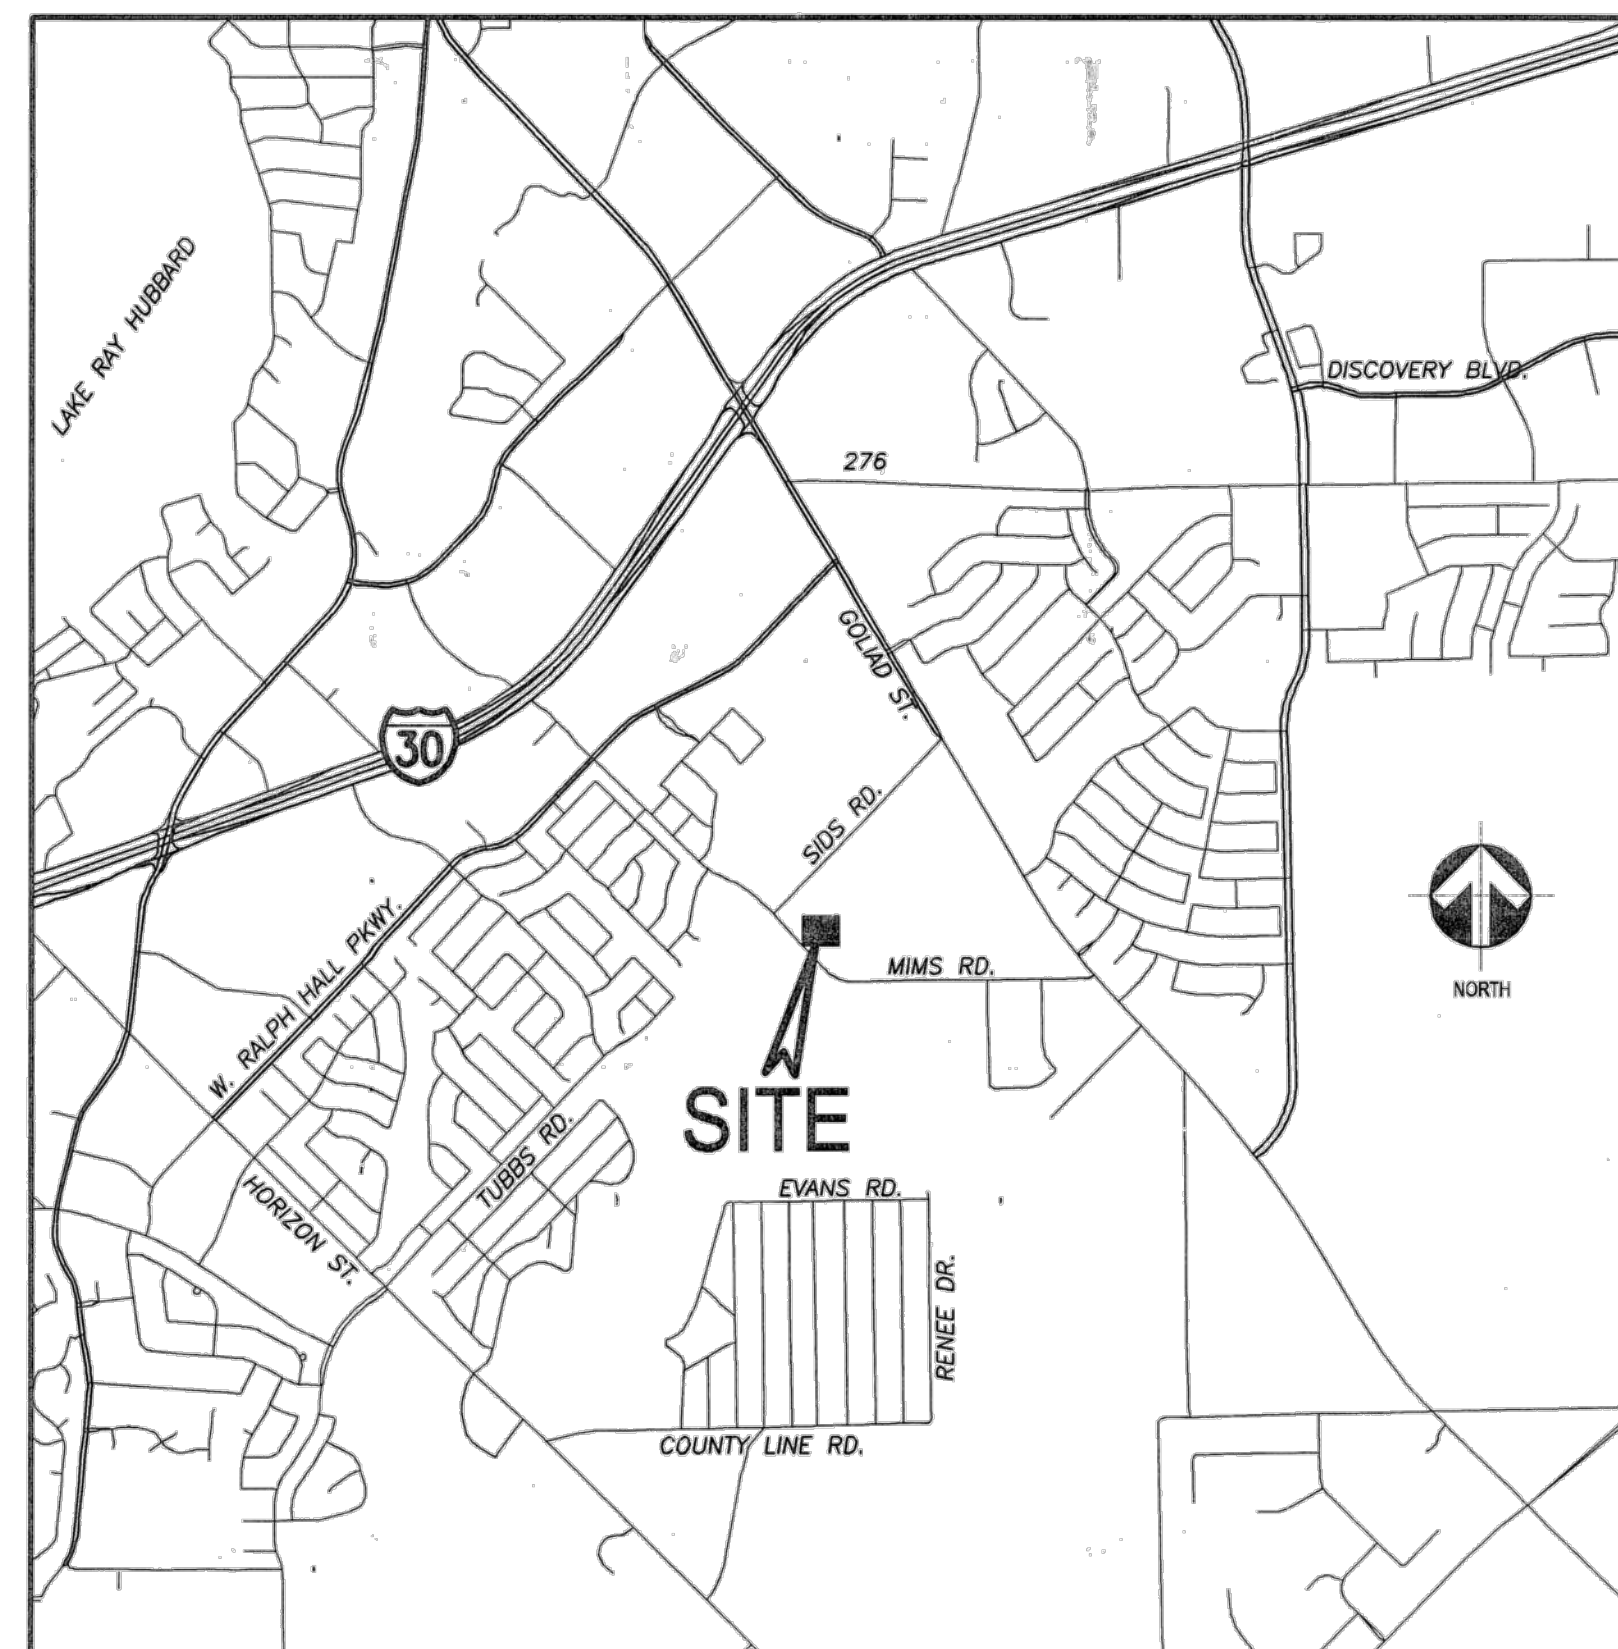 LAKE RAY HUBBARD
DISCOVERY BLVD.
276
GOLIAD ST.
30
SIDS RD.
W. RALPH HALL PKWY.
MIMS RD.
NORTH
SITE
TUBBS RD.
HORIZON ST.
EVANS RD.
RENEE DR.
COUNTY LINE RD.